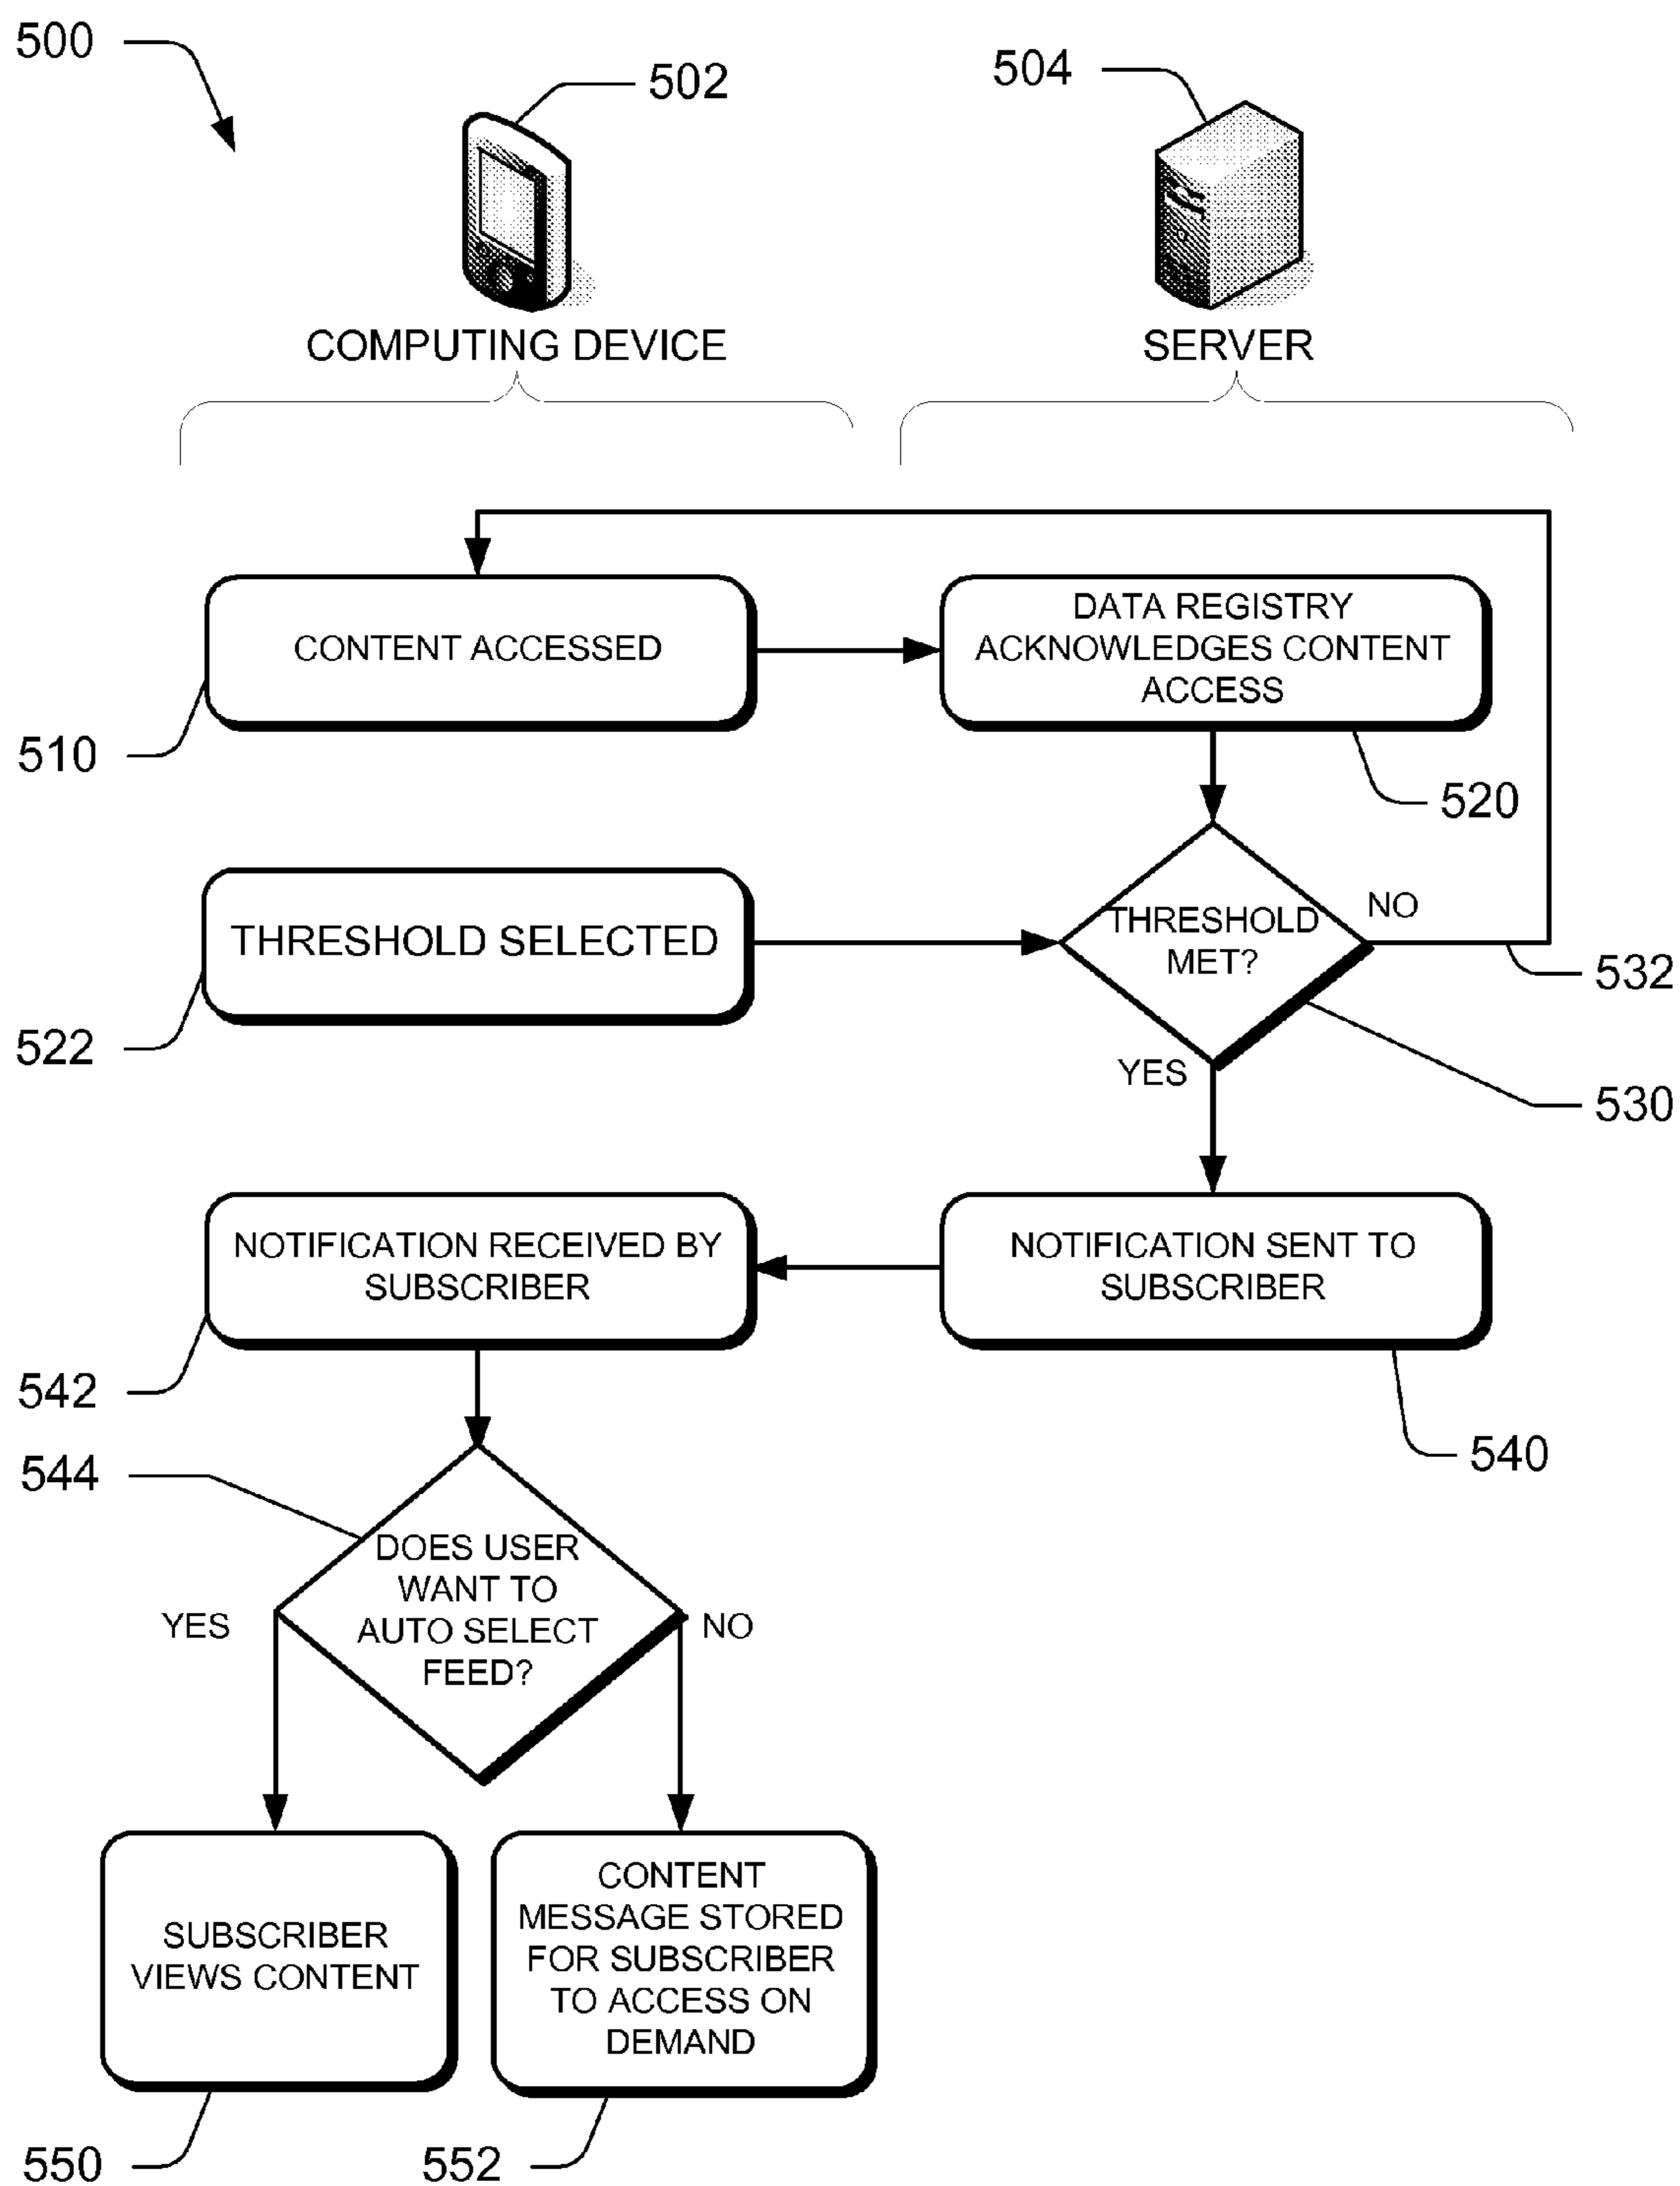 500
502
504
COMPUTING DEVICE
SERVER
CONTENT ACCESSED
DATA REGISTRY
ACKNOWLEDGES CONTENT
ACCESS
510
520
THRESHOLD SELECTED
THRESHOLD
MET?
NO
532
522
YES
530
NOTIFICATION RECEIVED BY
SUBSCRIBER
NOTIFICATION SENT TO
SUBSCRIBER
542
540
544
DOES USER
WANT TO
AUTO SELECT
FEED?
YES
NO
SUBSCRIBER
VIEWS CONTENT
CONTENT
MESSAGE STORED
FOR SUBSCRIBER
TO ACCESS ON
DEMAND
550
552